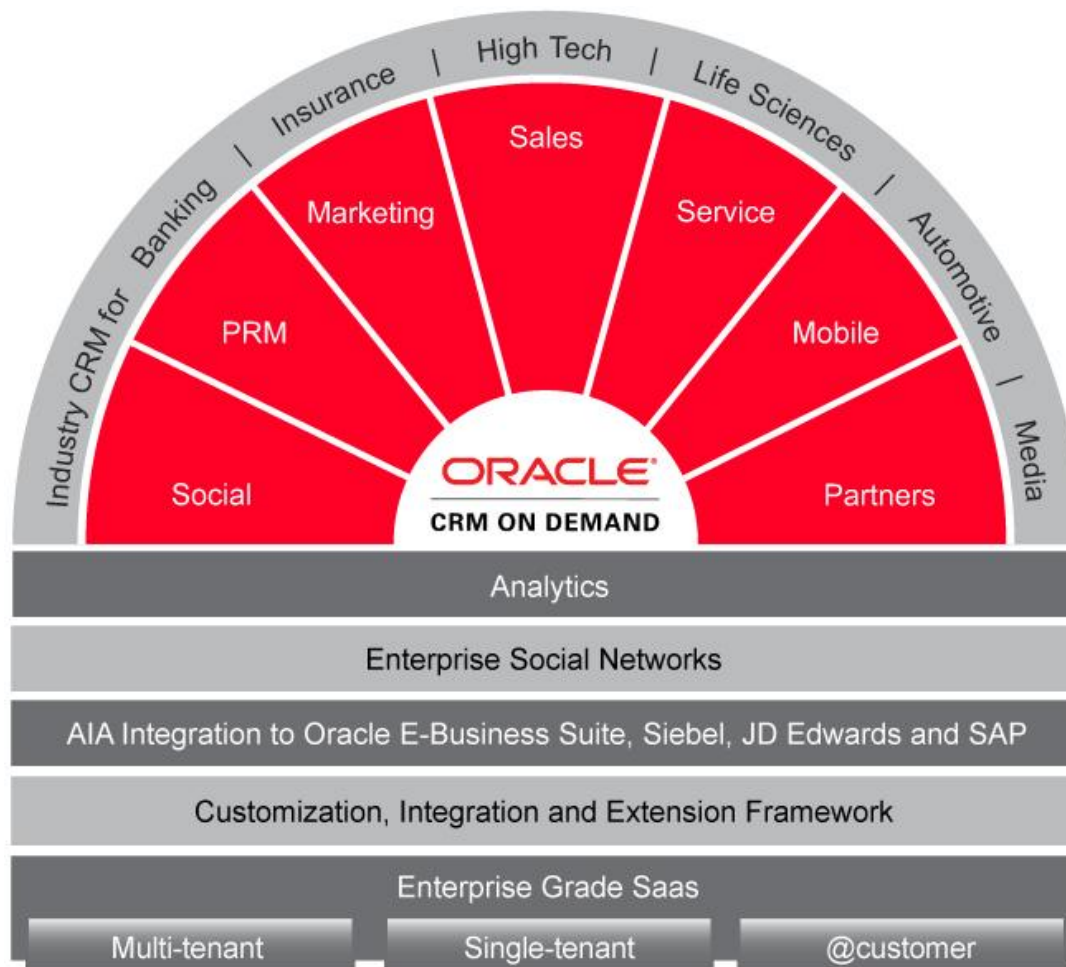 Industry CRM for Banking | Insurance | High Tech | Life Sciences | Automotive | Media
Sales
Marketing
Service
PRM
Mobile
Social
Partners
ORACLE®
CRM ON DEMAND
Analytics
Enterprise Social Networks
AIA Integration to Oracle E-Business Suite, Siebel, JD Edwards and SAP
Customization, Integration and Extension Framework
Enterprise Grade Saas
Multi-tenant
Single-tenant
@customer